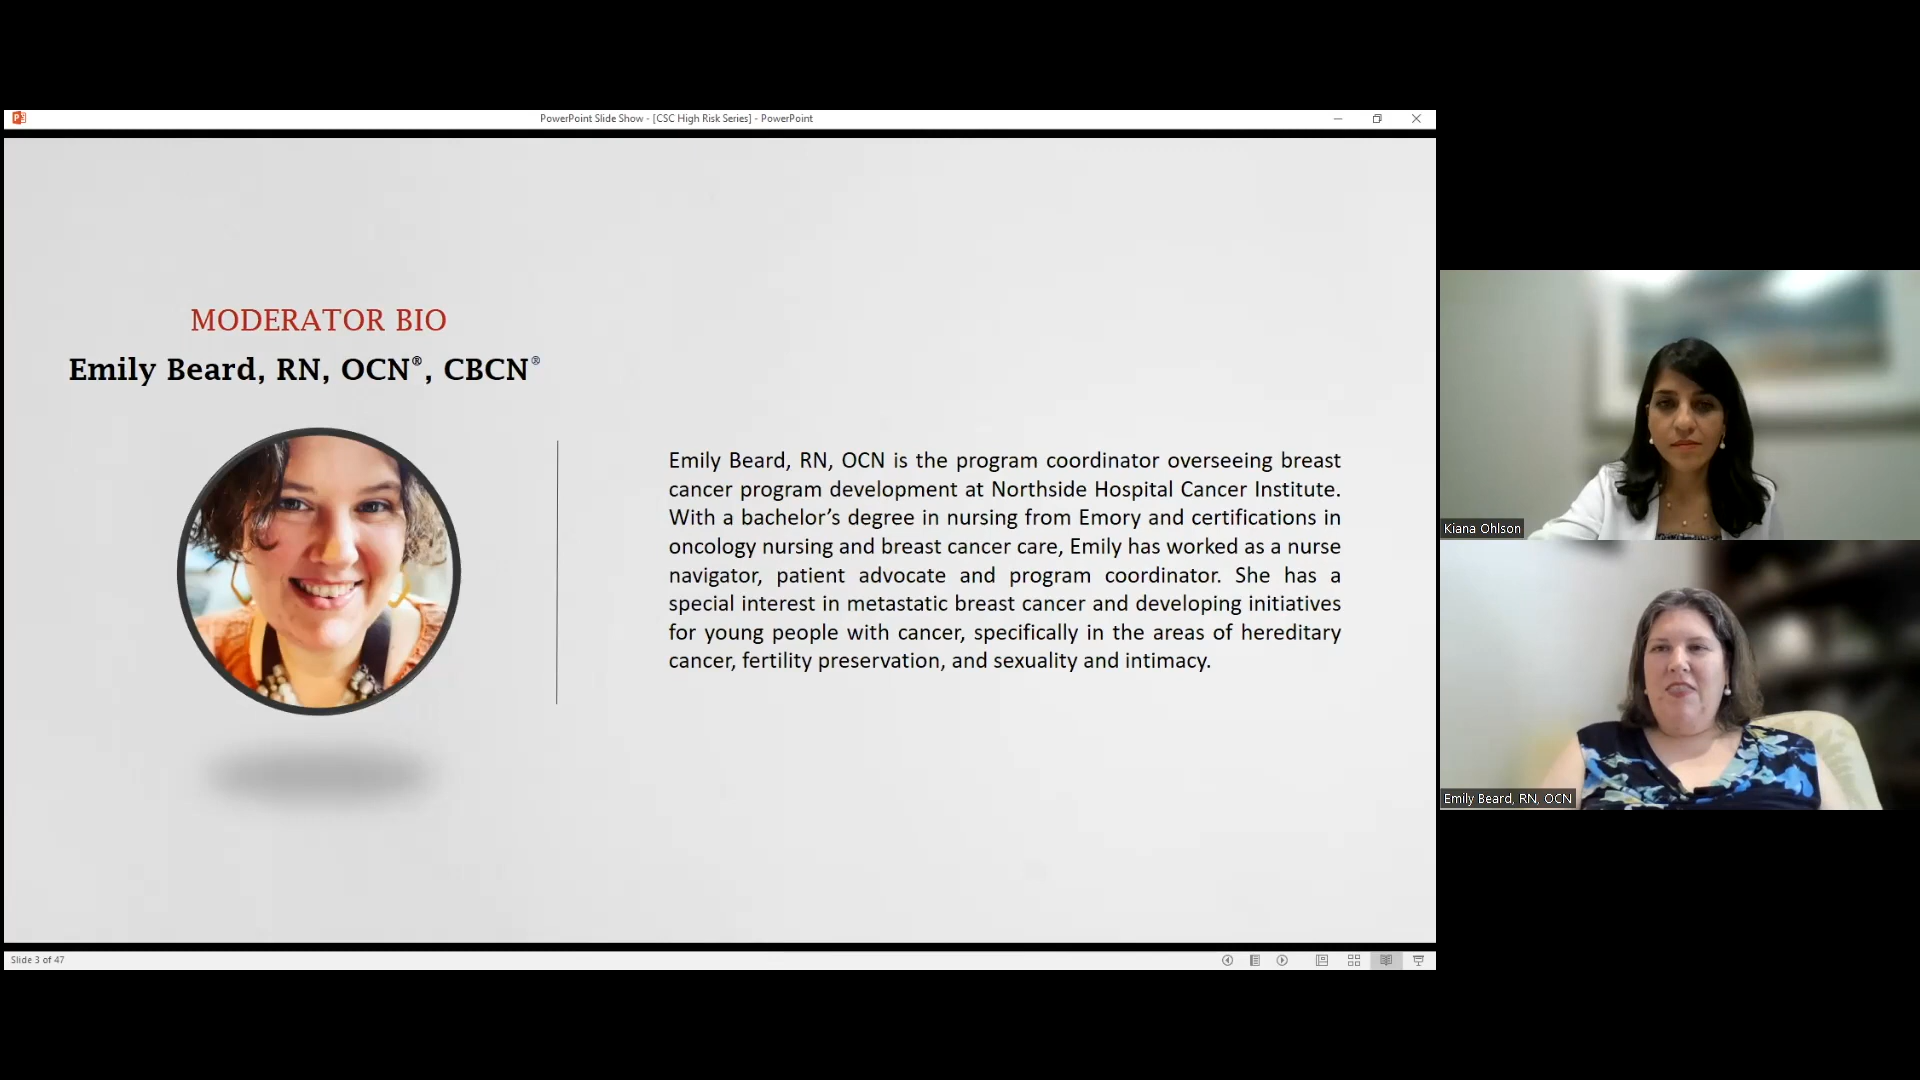 PowerPoint Slide Show - [CSC High Risk Series] - PowerPoint
MODERATOR BIO
Emily Beard, RN, OCN®, CBCN®
Emily Beard, RN, OCN is the program coordinator overseeing breast
cancer program development at Northside Hospital Cancer Institute.
With a bachelor’s degree in nursing from Emory and certifications in
oncology nursing and breast cancer care, Emily has worked as a nurse
navigator, patient advocate and program coordinator. She has a
special interest in metastatic breast cancer and developing initiatives
for young people with cancer, specifically in the areas of hereditary
cancer, fertility preservation, and sexuality and intimacy.
Slide 3 of 47
Kiana Ohlson
Emily Beard, RN, OCN